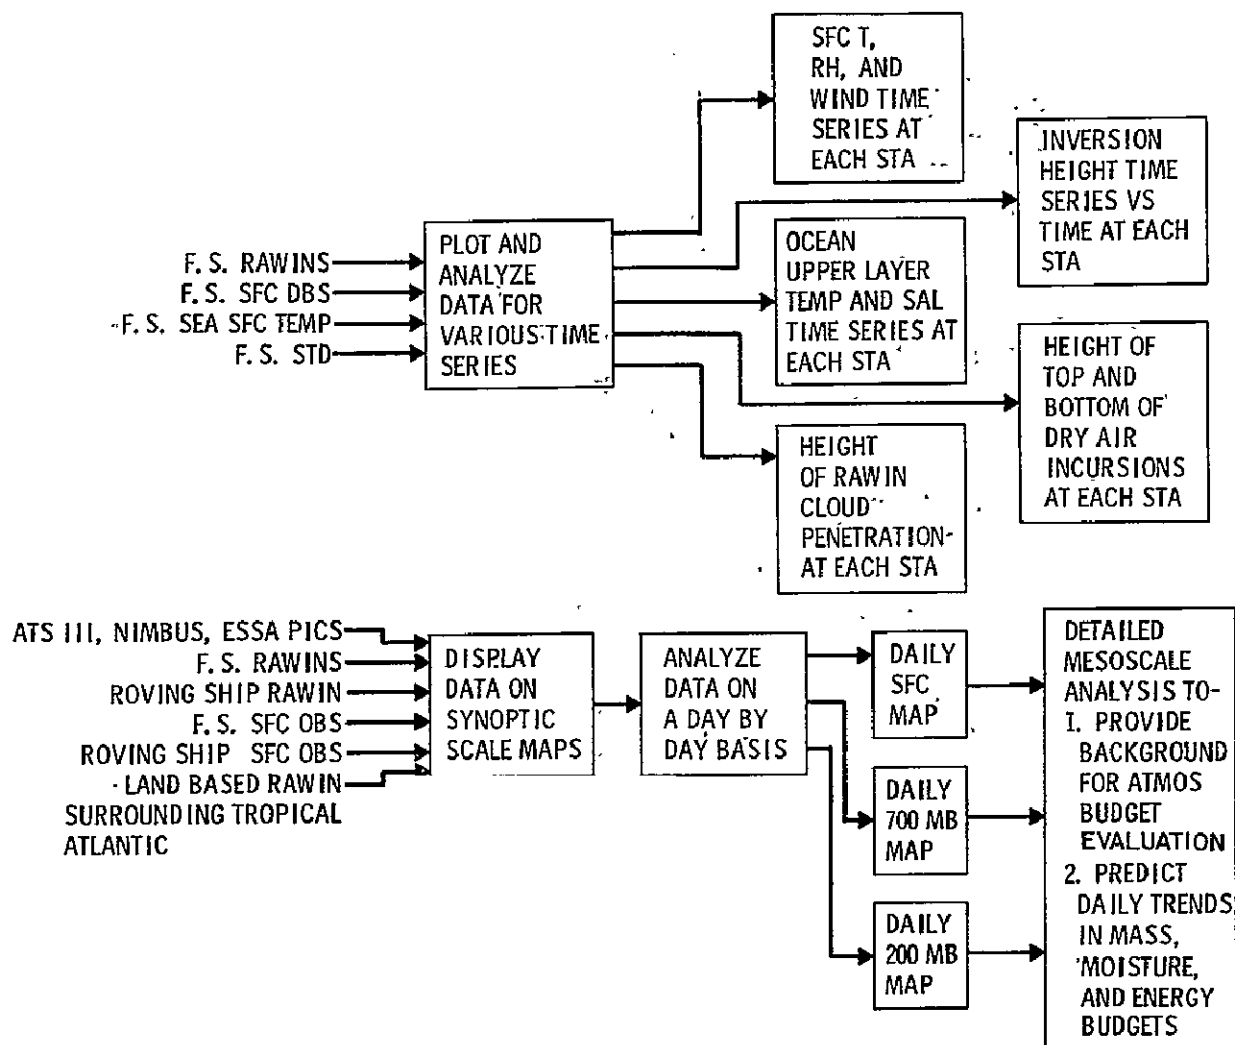 SFC T,
RH, AND
WIND TIME
SERIES AT
EACH STA
INVERSION
HEIGHT TIME
SERIES VS
TIME AT EACH
STA
F. S. RAWINS
F. S. SFC DBS
F. S. SEA SFC TEMP
F. S. STD
PLOT AND
ANALYZE
DATA FOR
VARIOUS TIME
SERIES
OCEAN
UPPER LAYER
TEMP AND SAL
TIME SERIES AT
EACH STA
HEIGHT OF
TOP AND
BOTTOM OF
DRY AIR
INCURSIONS
AT EACH STA
HEIGHT
OF RAWIN
CLOUD
PENETRATION
AT EACH STA
ATS III, NIMBUS, ESSA PICS
F. S. RAWINS
ROVING SHIP RAWIN
F. S. SFC OBS
ROVING SHIP SFC OBS
LAND BASED RAWIN
SURROUNDING TROPICAL
ATLANTIC
DISPLAY
DATA ON
SYNOPTIC
SCALE MAPS
ANALYZE
DATA ON
A DAY BY
DAY BASIS
DAILY
SFC
MAP
DAILY
700 MB
MAP
DAILY
200 MB
MAP
DETAILED
MESOSCALE
ANALYSIS TO-
1. PROVIDE
BACKGROUND
FOR ATMOS
BUDGET
EVALUATION
2. PREDICT
DAILY TRENDS
IN MASS,
MOISTURE,
AND ENERGY
BUDGETS